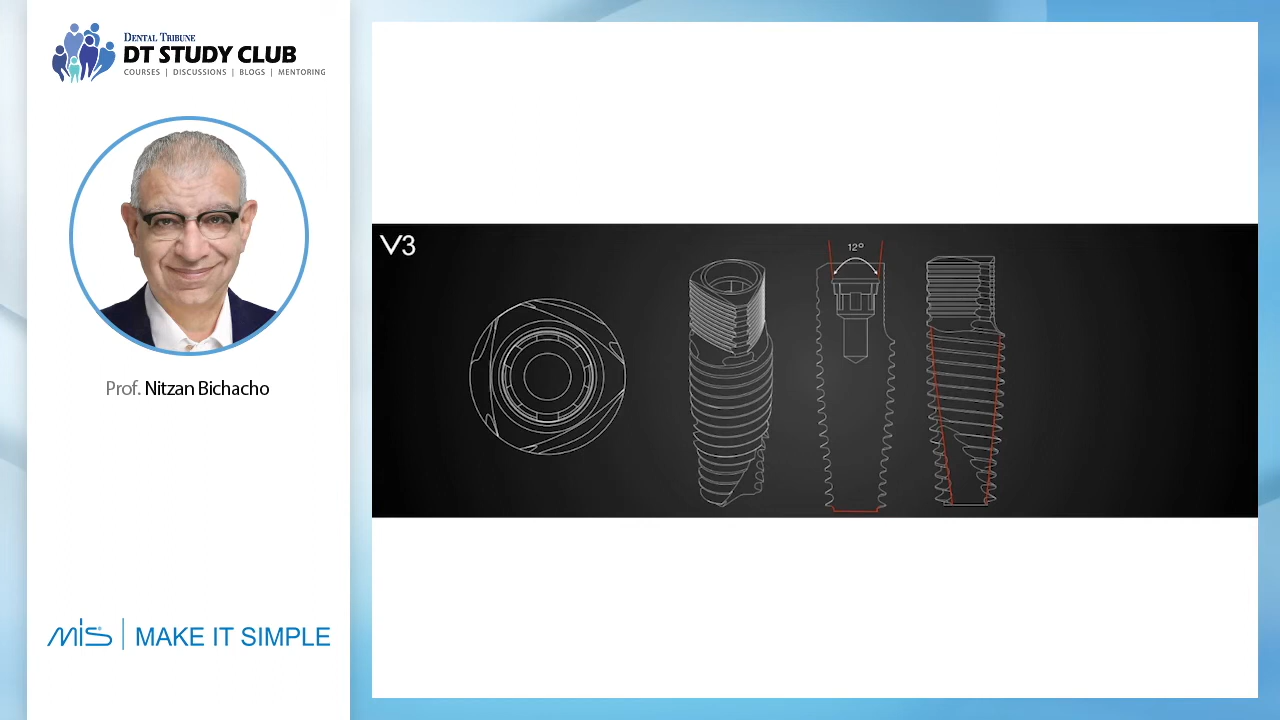 DENTAL TRIBUNE
DT STUDY CLUB
COURSES | DISCUSSIONS | BLOGS | MENTORING
Prof. Nitzan Bichacho
mis® | MAKE IT SIMPLE
V3
12°